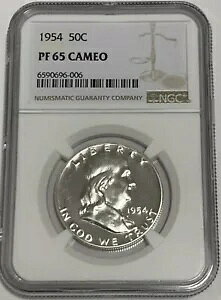 1954 50C
PF 65 CAMEO
6590696-006
NUMISMATIC GUARANTY COMPANY
NGC
LIBERTY
1954
IN GOD WE TRUST